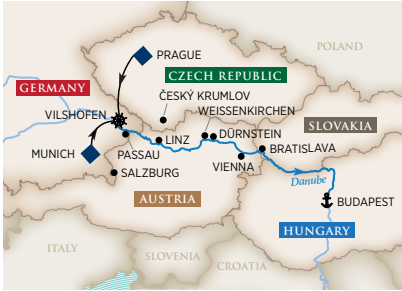 PRAGUE
POLAND
CZECH REPUBLIC
GERMANY
ČESKÝ KRUMLOV
WEISSENKIRCHEN
VILSHOFEN
SLOVAKIA
DÜRNSTEIN
LINZ
BRATISLAVA
MUNICH
PASSAU
VIENNA
SALZBURG
Danube
AUSTRIA
BUDAPEST
HUNGARY
ITALY
SLOVENIA
CROATIA